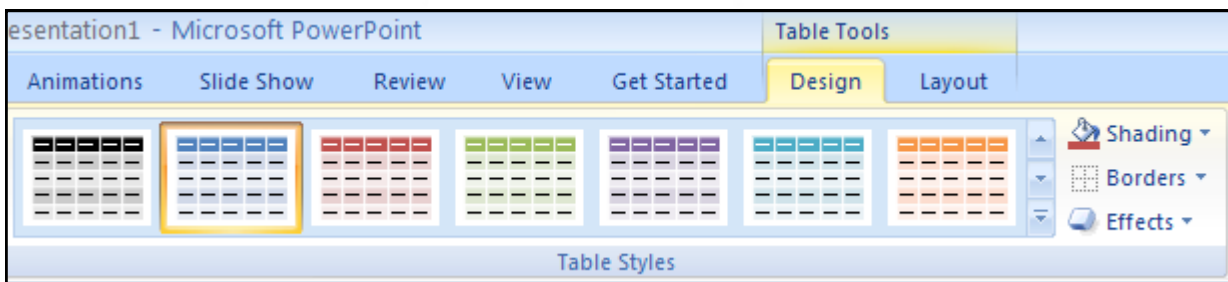 esentation1 - Microsoft PowerPoint
Table Tools
Animations Slide Show Review View Get Started Design Layout
Shading
Borders
Effects
Table Styles